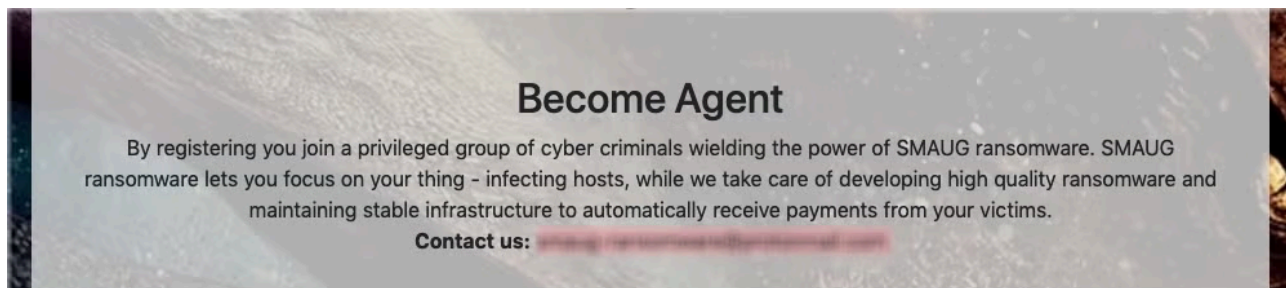 Become Agent
By registering you join a privileged group of cyber criminals wielding the power of SMAUG ransomware. SMAUG
ransomware lets you focus on your thing - infecting hosts, while we take care of developing high quality ransomware and
maintaining stable infrastructure to automatically receive payments from your victims.
Contact us: